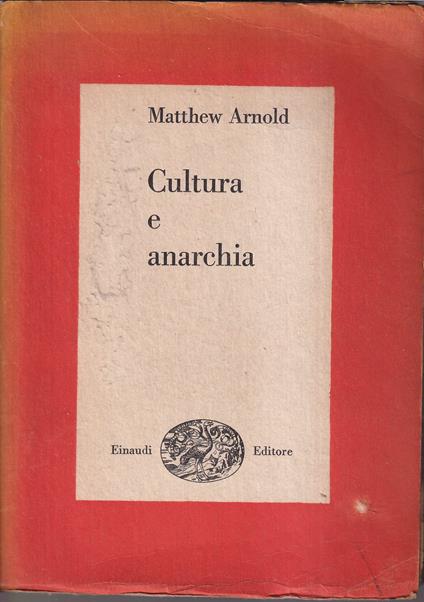 Matthew Arnold
Cultura
e
anarchia
Einaudi Editore